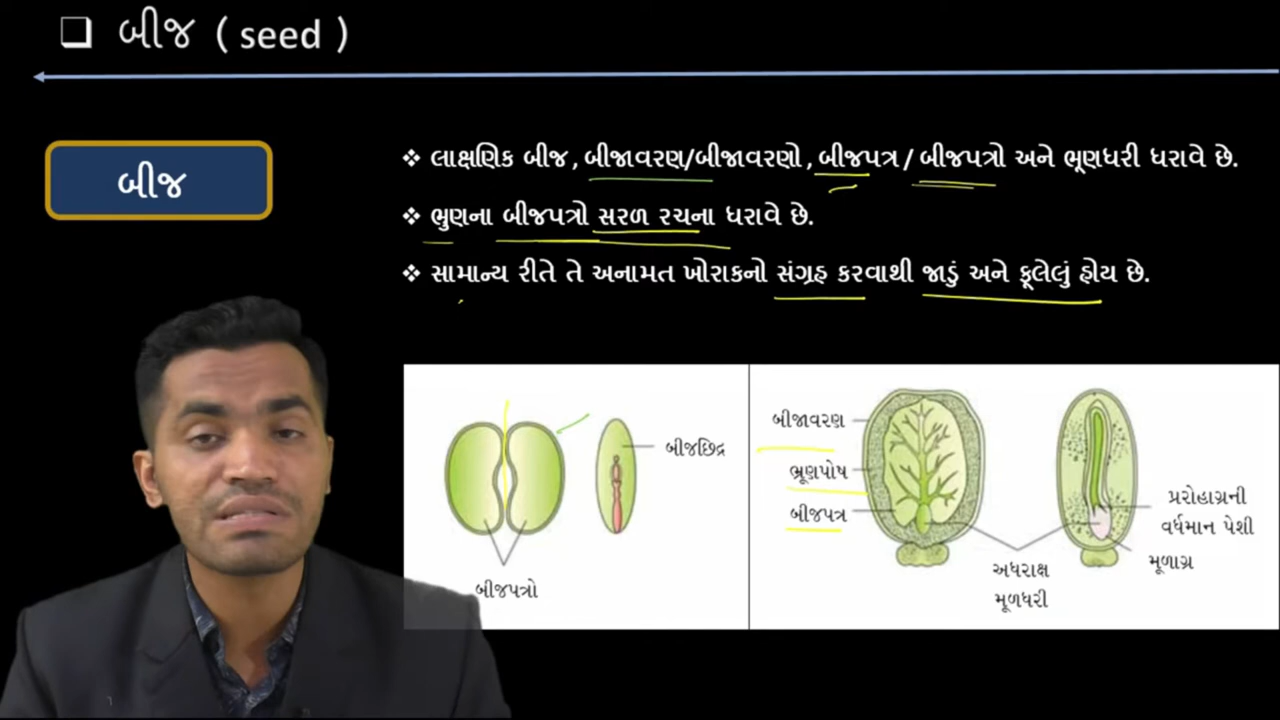 ❑ બીજ ( seed )
બીજ
❖ લાક્ષણિક બીજ , બીજાવરણ/બીજાવરણો , બીજપત્ર / બીજપત્રો અને ભૂણધરી ધરાવે છે.
❖ ભુણના બીજપત્રો સરળ રચના ધરાવે છે.
❖ સામાન્ય રીતે તે અનામત ખોરાકનો સંગ્રહ કરવાથી જાડું અને ફૂલેલું હોય છે.
બીજછિદ્ર
બીજપત્રો
બીજાવરણ
ભ્રૂણપોષ
બીજપત્ર
અધરાક્ષ
મૂળધરી
પ્રરોહાગ્રની
વર્ધમાન પેશી
મૂળાગ્ર